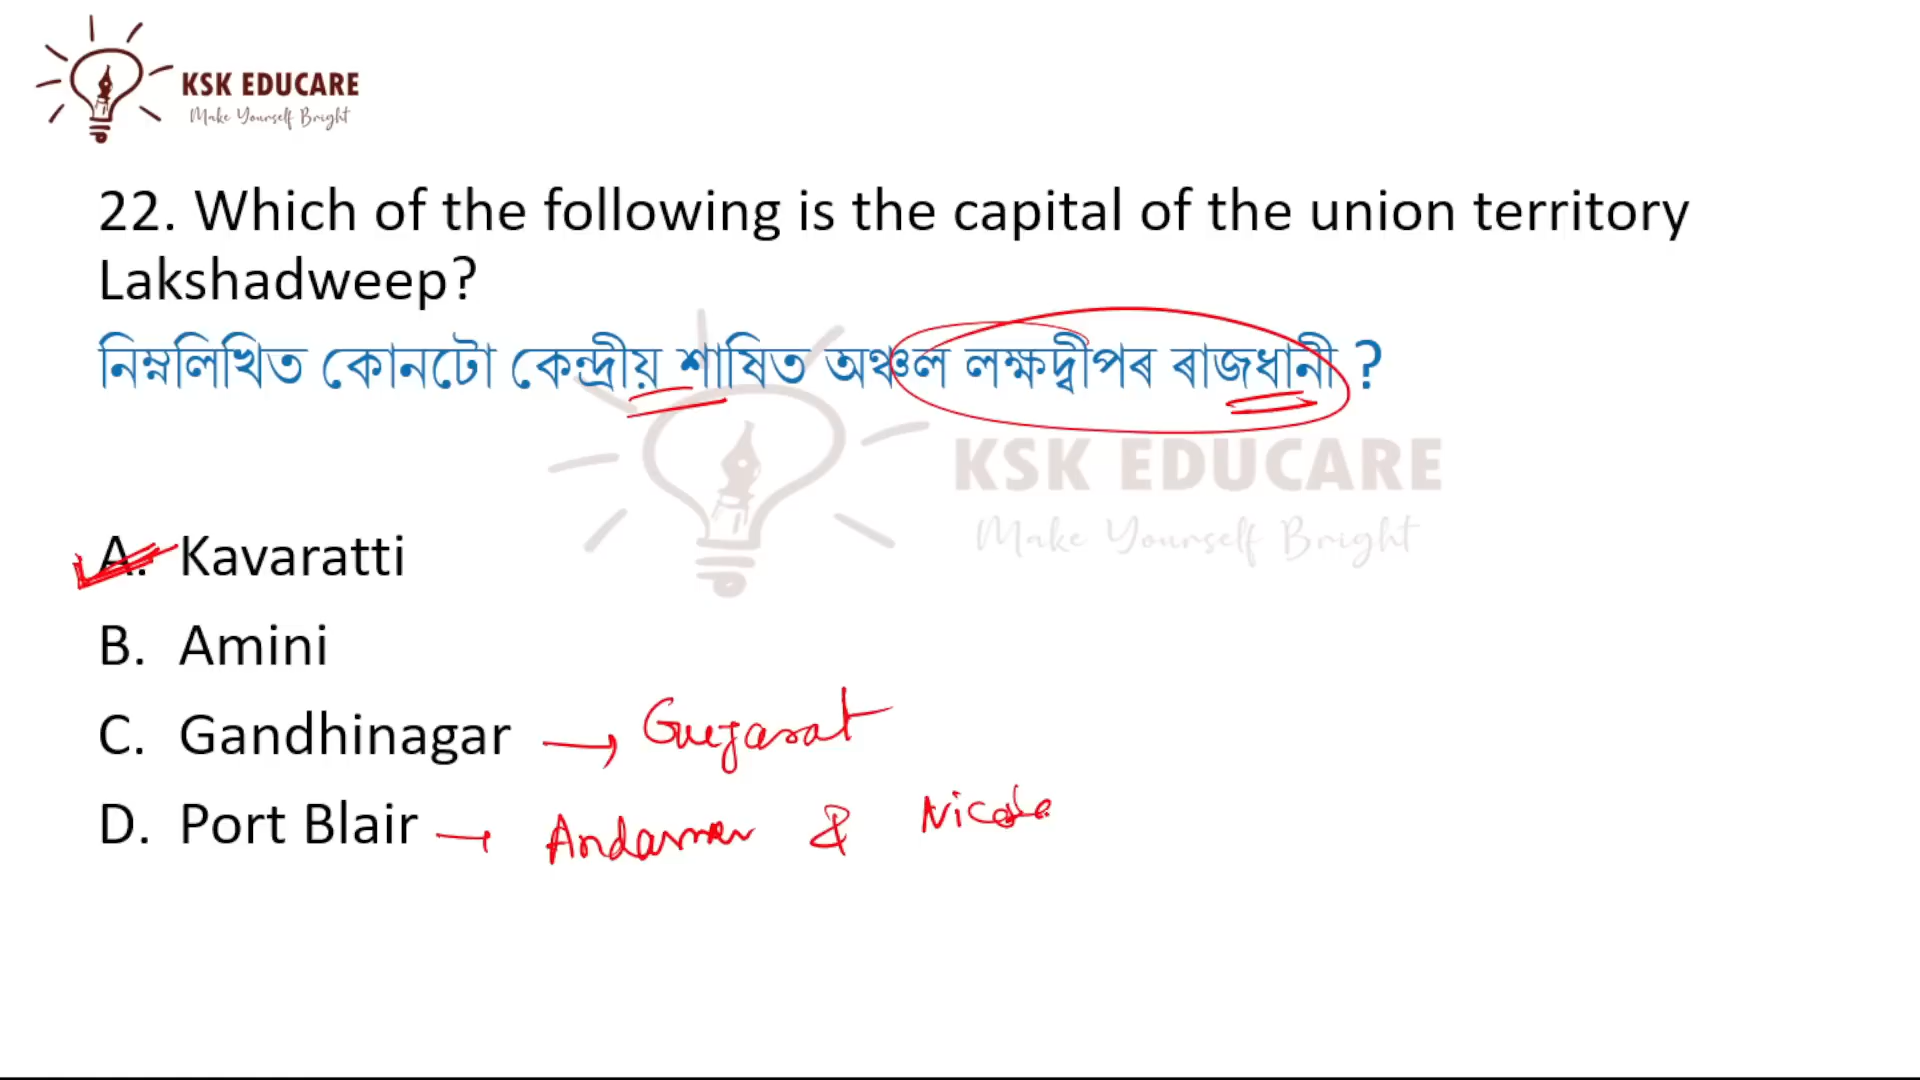 KSK EDUCARE
Make Yourself Bright
22. Which of the following is the capital of the union territory
Lakshadweep?
নিম্নলিখিত কোনটো কেন্দ্ৰীয় শাষিত অঞ্চল লক্ষদ্বীপৰ ৰাজধানী ?
KSK EDUCARE
Make Yourself Bright
A. Kavaratti
B. Amini
C. Gandhinagar → Gujarat
D. Port Blair → Andaman &